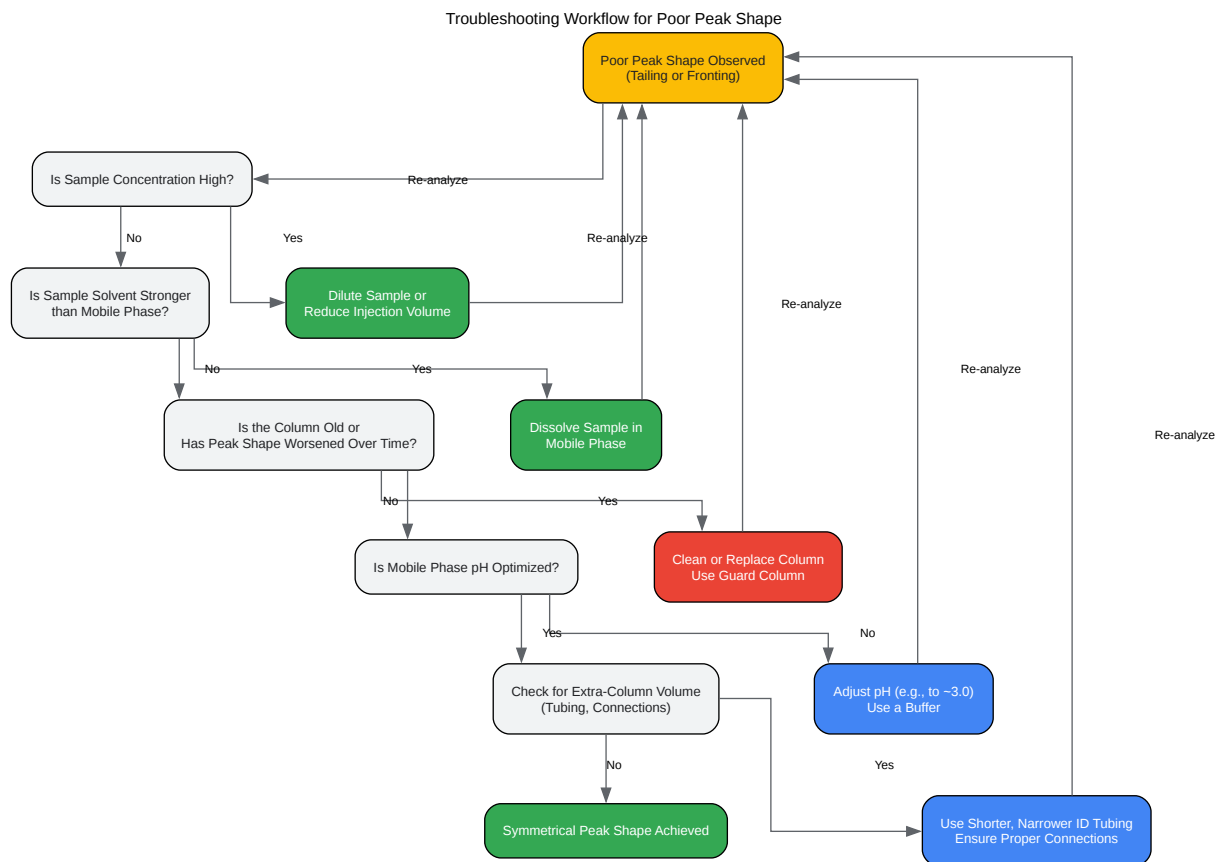 Troubleshooting Workflow for Poor Peak Shape
Poor Peak Shape Observed
(Tailing or Fronting)
Is Sample Concentration High?
Re-analyze
No
Yes
Re-analyze
Is Sample Solvent Stronger
than Mobile Phase?
Dilute Sample or
Reduce Injection Volume
Re-analyze
No
Yes
Re-analyze
Is the Column Old or
Has Peak Shape Worsened Over Time?
Dissolve Sample in
Mobile Phase
Re-analyze
No
Yes
Is Mobile Phase pH Optimized?
Clean or Replace Column
Use Guard Column
Yes
No
Check for Extra-Column Volume
(Tubing, Connections)
Adjust pH (e.g., to ~3.0)
Use a Buffer
No
Yes
Symmetrical Peak Shape Achieved
Use Shorter, Narrower ID Tubing
Ensure Proper Connections